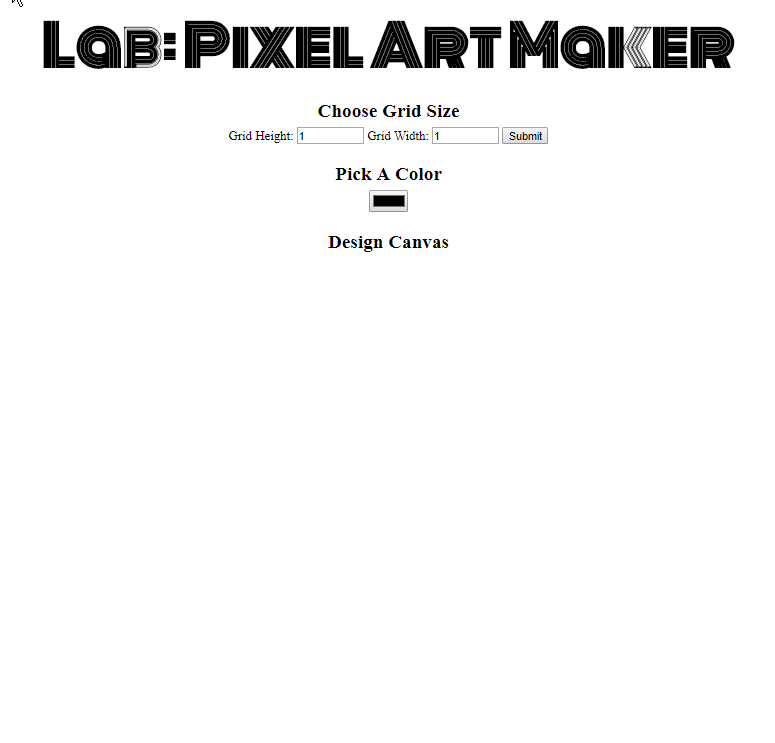 Lab: Pixel Art Maker
Choose Grid Size
Grid Height: 1 Grid Width: 1 Submit
Pick A Color
Design Canvas